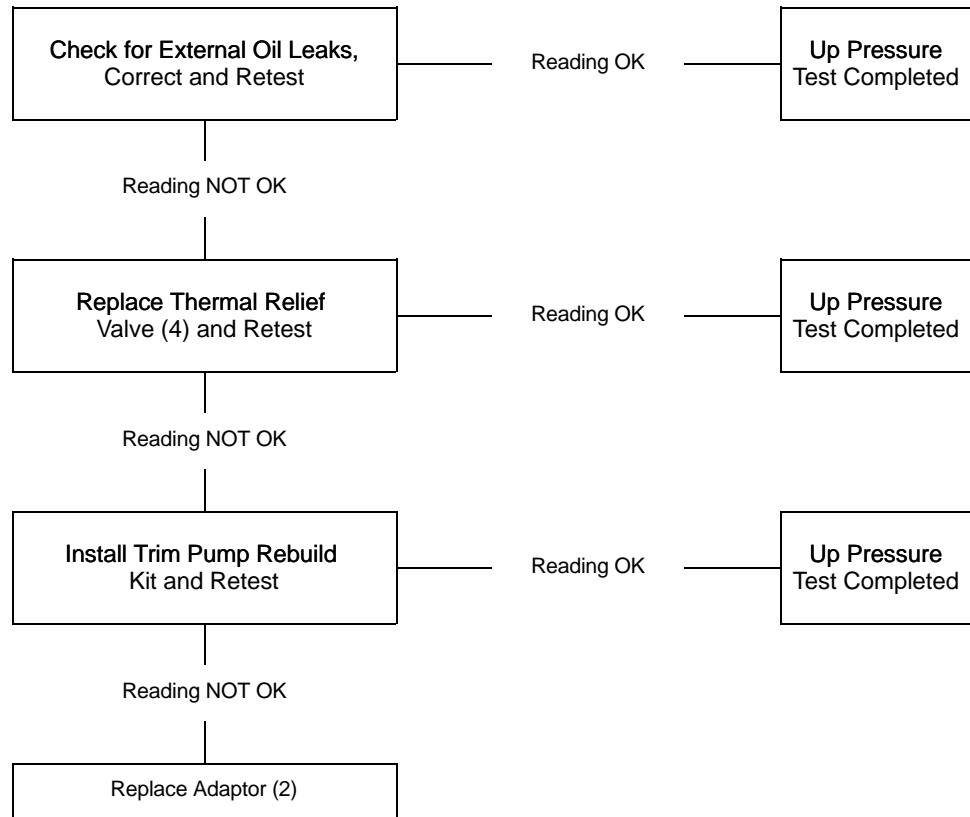 Check for External Oil Leaks,
Correct and Retest
Reading OK
Up Pressure
Test Completed
Reading NOT OK
Replace Thermal Relief
Valve (4) and Retest
Reading OK
Up Pressure
Test Completed
Reading NOT OK
Install Trim Pump Rebuild
Kit and Retest
Reading OK
Up Pressure
Test Completed
Reading NOT OK
Replace Adaptor (2)